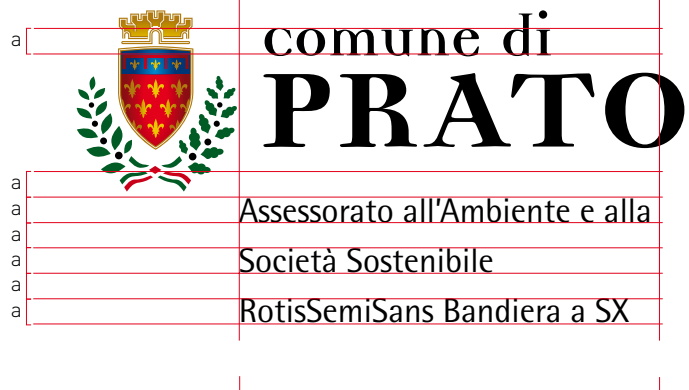 a
comune di
PRATO
a
a
Assessorato all'Ambiente e alla
a
a
Società Sostenibile
a
a
RotisSemiSans Bandiera a SX